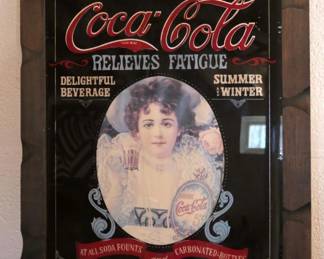 Coca-Cola
RELIEVES FATIGUE
DELIGHTFUL
BEVERAGE
SUMMER
WINTER
Coca-Cola
AT ALL SODA FOUNTS
CARBONATED-BOTTLES